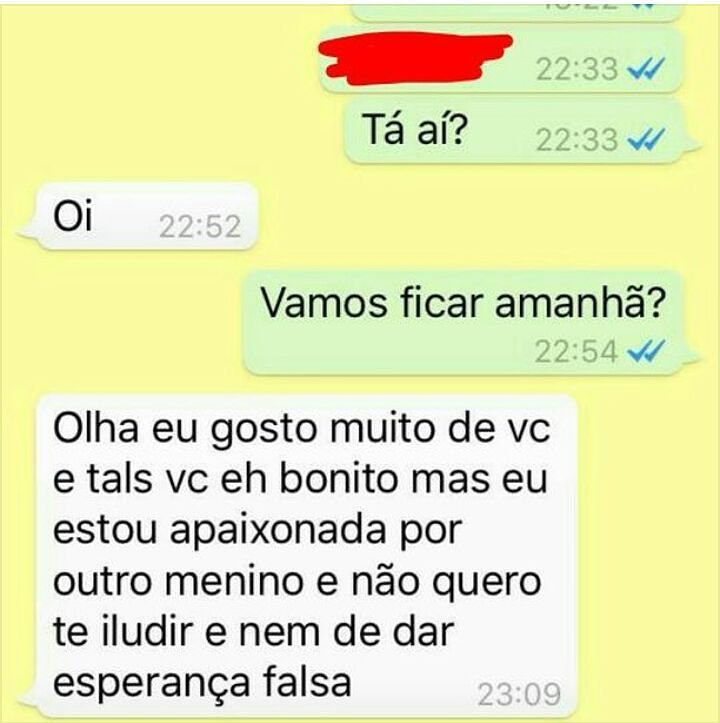 22:33
Tá aí? 22:33
Oi 22:52
Vamos ficar amanhã?
22:54
Olha eu gosto muito de vc
e tals vc eh bonito mas eu
estou apaixonada por
outro menino e não quero
te iludir e nem de dar
esperança falsa 23:09